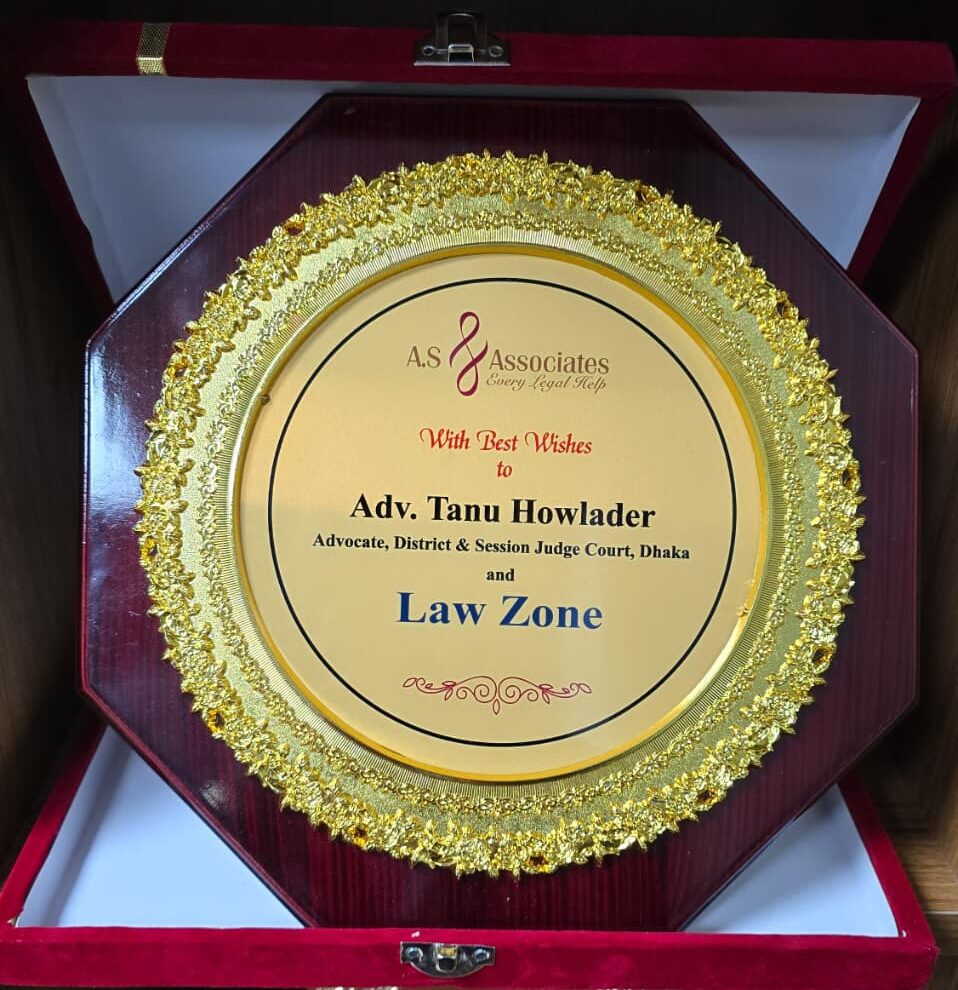 A.S & Associates
Every Legal Help
With Best Wishes
to
Adv. Tanu Howlader
Advocate, District & Session Judge Court, Dhaka
and
Law Zone